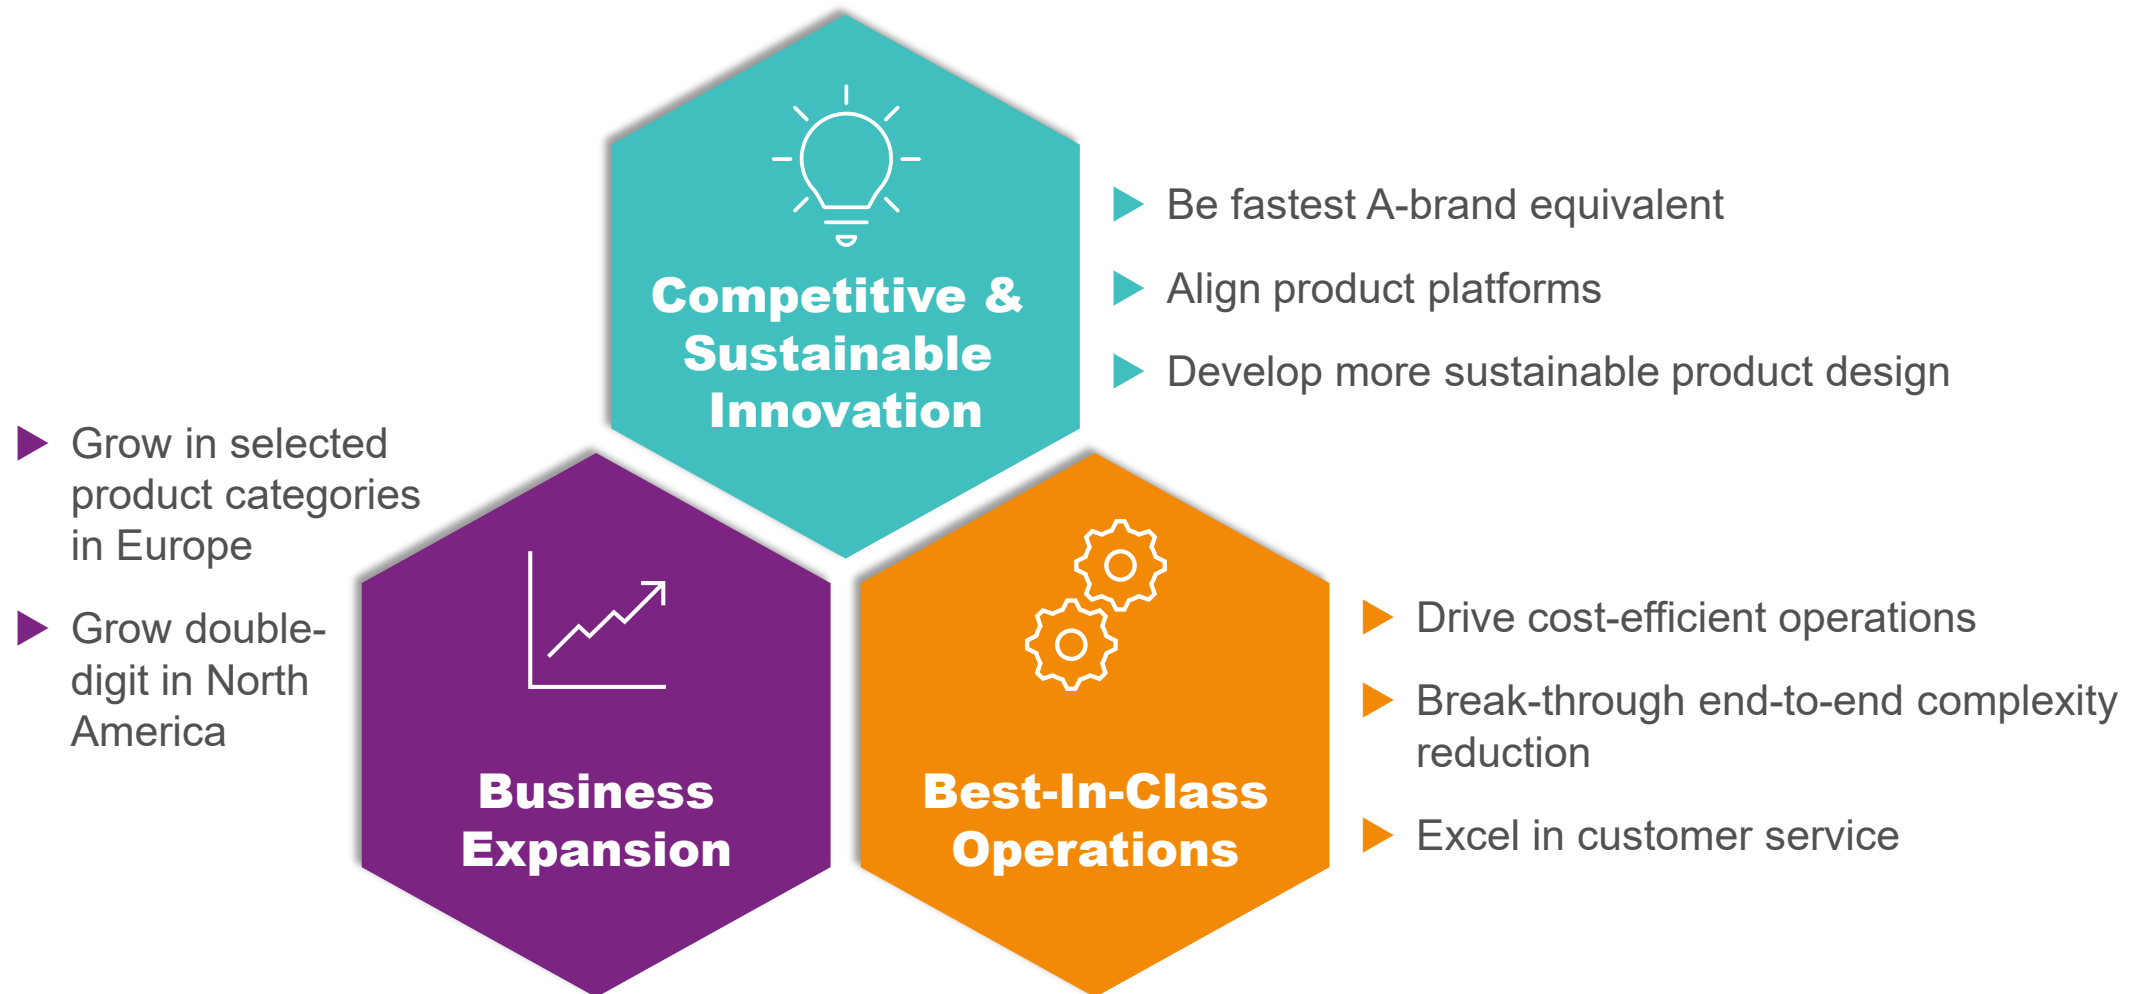 Competitive &
Sustainable
Innovation
Be fastest A-brand equivalent
Align product platforms
Develop more sustainable product design
Grow in selected
product categories
in Europe
Grow double-
digit in North
America
Business
Expansion
Best-In-Class
Operations
Drive cost-efficient operations
Break-through end-to-end complexity
reduction
Excel in customer service